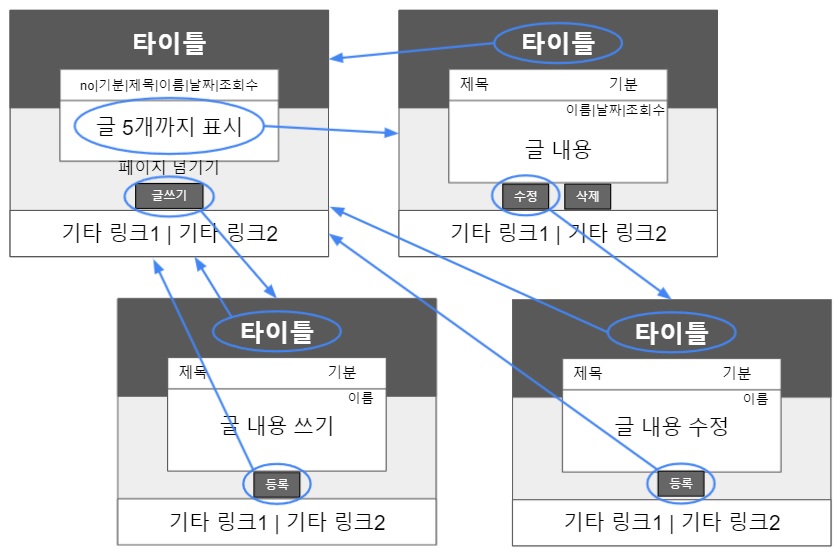 타이틀
no|기분|제목|이름|날짜|조회수
글 5개까지 표시
페이지 넘기기
글쓰기
기타 링크1 | 기타 링크2
타이틀
제목 기분
이름|날짜|조회수
글 내용
수정 삭제
기타 링크1 | 기타 링크2
타이틀
제목 기분
이름
글 내용 쓰기
등록
기타 링크1 | 기타 링크2
타이틀
제목 기분
이름
글 내용 수정
등록
기타 링크1 | 기타 링크2